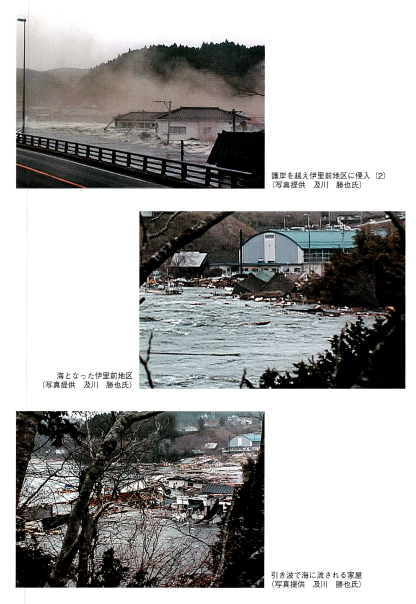 護岸を越え伊里前地区に侵入（2）
（写真提供　及川　勝也氏）
海となった伊里前地区
（写真提供　及川　勝也氏）
引き波で海に流される家屋
（写真提供　及川　勝也氏）